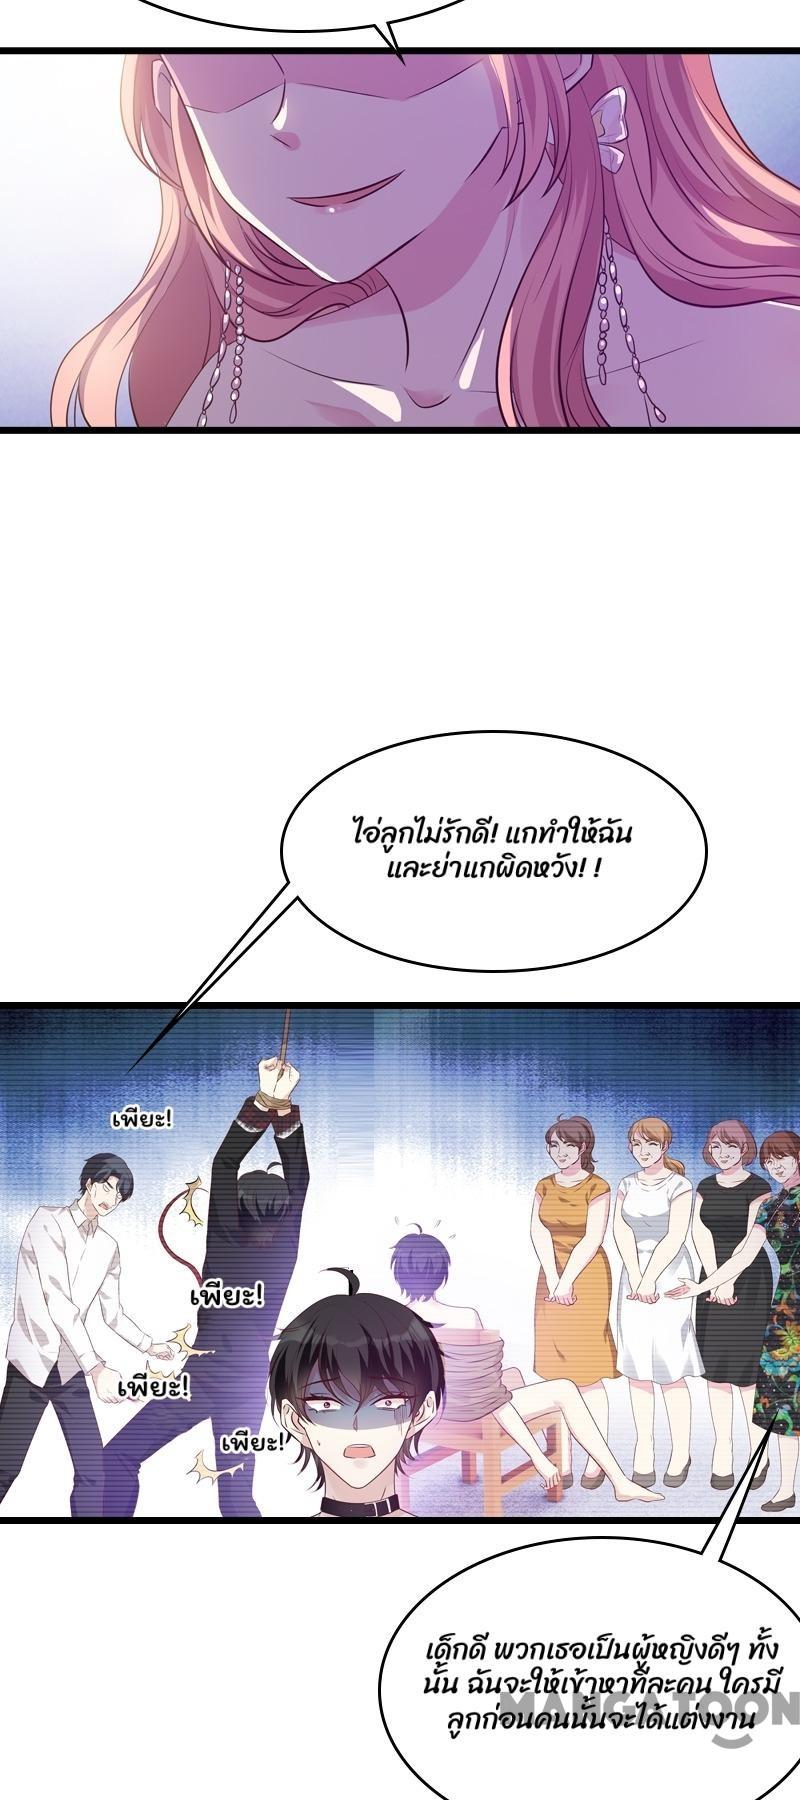 ไอ่ลูกไม่รักดี! แกทำให้ฉัน
และย่าแกผิดหวัง! !
เพียะ!
เพียะ!
เพียะ!
เพียะ!
เด็กดี พวกเธอเป็นผู้หญิงดีๆ ทั้ง
นั้น ฉันจะให้เข้าหาทีละคน ใครมี
ลูกก่อนคนนั้นจะได้แต่งงาน
MANGATOON